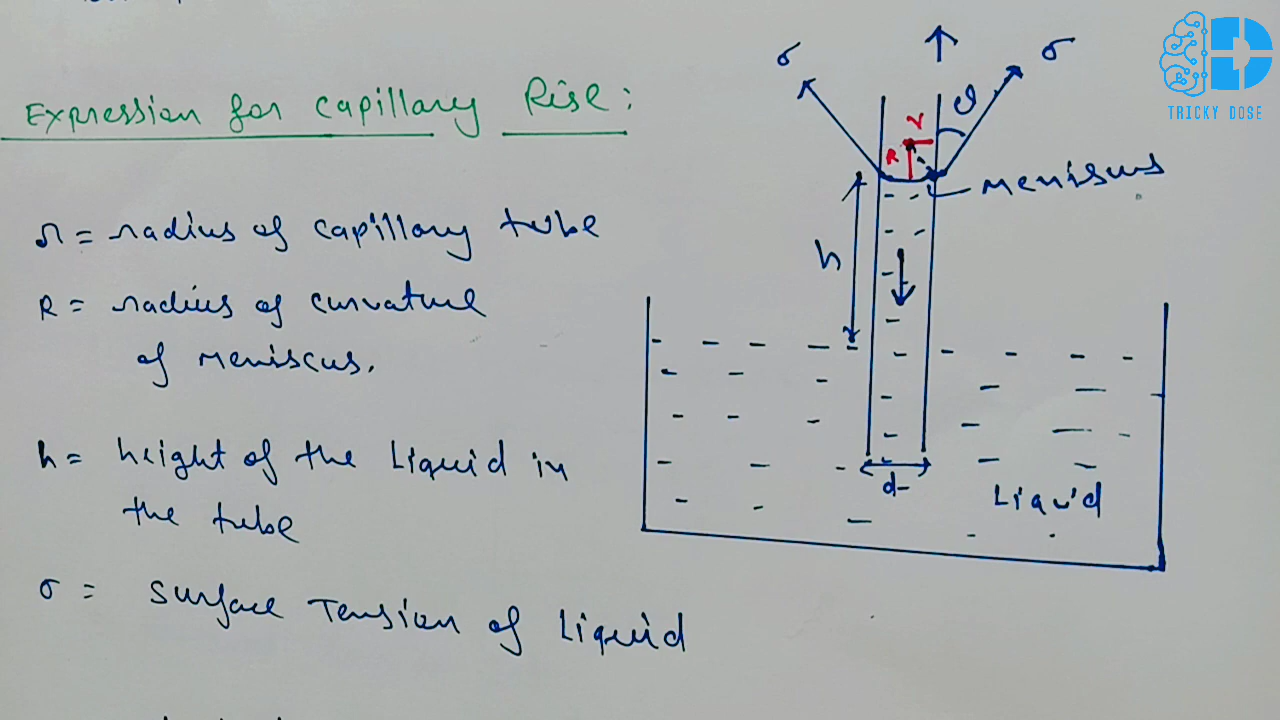 Expression for Capillary Rise:
r = radius of capillary tube
R = radius of curvature
of Meniscus.
h = height of the Liquid in
the tube
σ = Surface Tension of Liquid
σ
σ
θ
r
R
Meniscus
h
d
Liquid
TRICKY DOSE